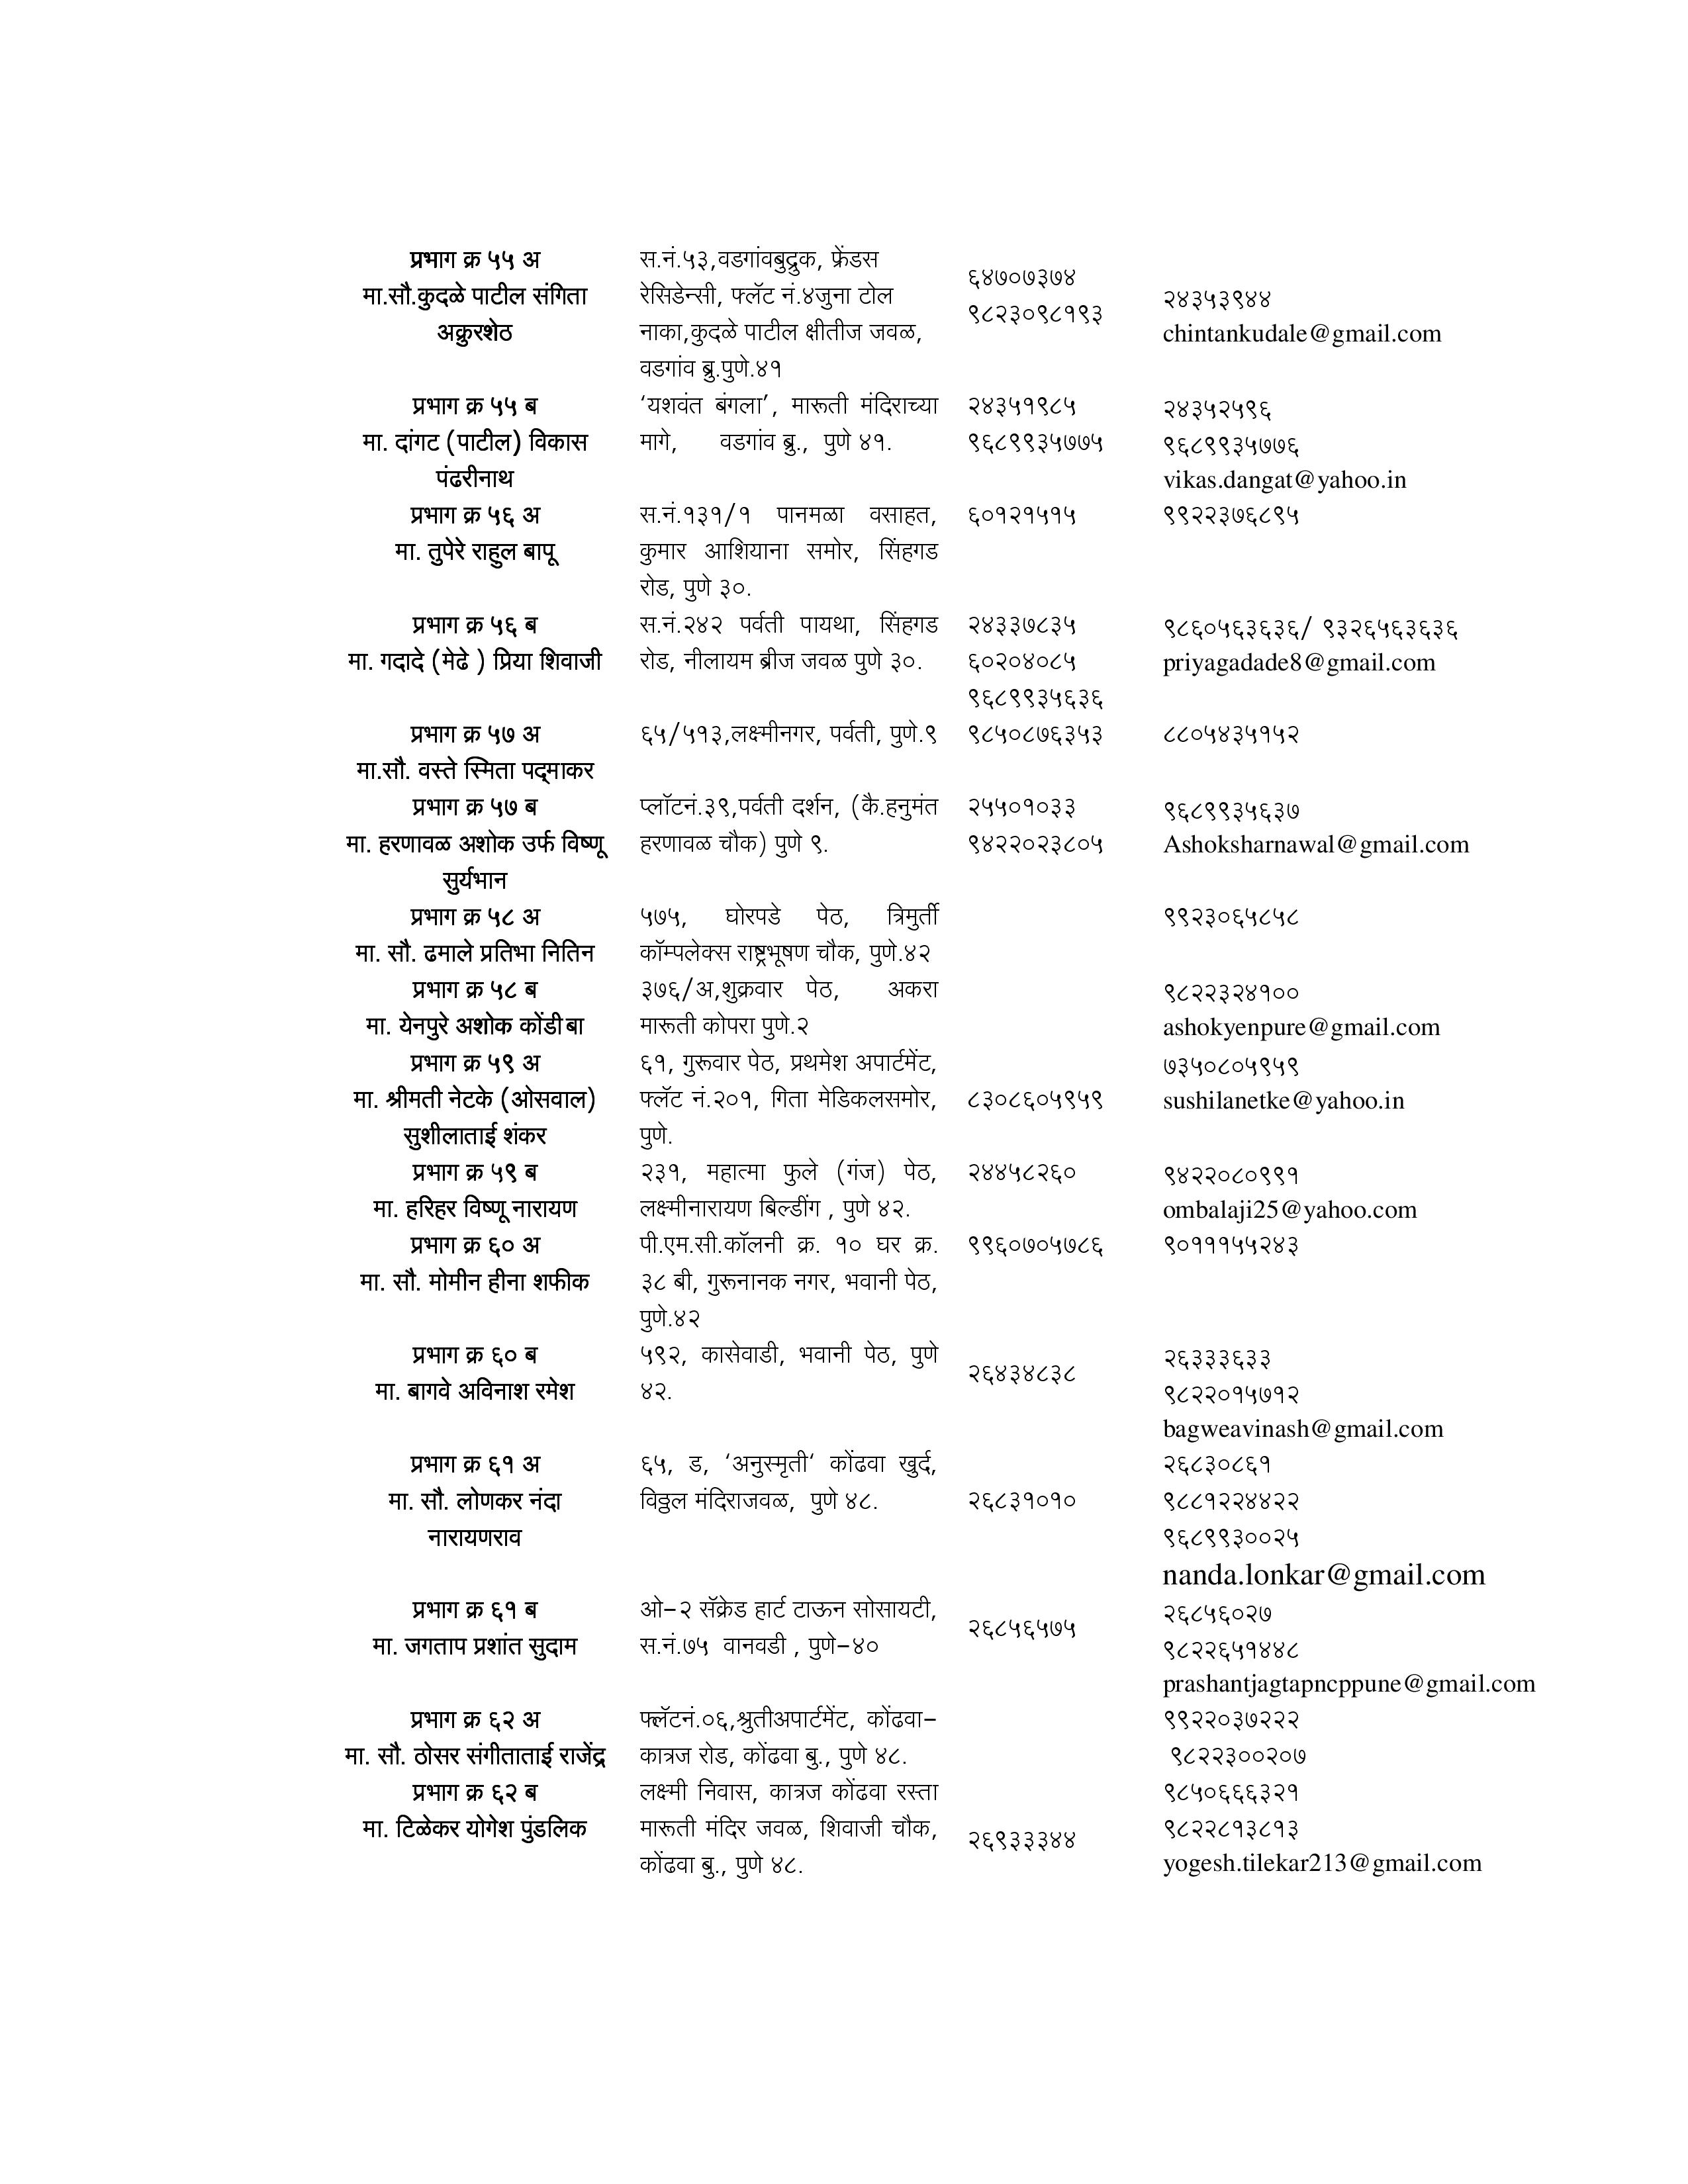 प्रभाग क्र ५५ अ
मा.सौ.कुदळे पाटील संगिता
अक्रुरशेठ
स.नं.५३,वडगांवबुद्रुक, फ्रेंडस
रेसिडेन्सी, फ्लॅट नं.४जुना टोल
नाका,कुदळे पाटील क्षीतीज जवळ,
वडगांव ब्रु.पुणे.४१
६४७०७३७४
९८२३०९८१९३
२४३५३९४४
chintankudale@gmail.com
प्रभाग क्र ५५ ब
मा. दांगट (पाटील) विकास
पंढरीनाथ
‘यशवंत बंगला’, मारूती मंदिराच्या
मागे, वडगांव ब्रु., पुणे ४१.
२४३५१९८५
९६८९९३५७७५
२४३५२५९६
९६८९९३५७७६
vikas.dangat@yahoo.in
प्रभाग क्र ५६ अ
मा. तुपेरे राहुल बापू
स.नं.१३१/१ पानमळा वसाहत,
कुमार आशियाना समोर, सिंहगड
रोड, पुणे ३०.
६०१२१५१५
९९२२३७६८९५
प्रभाग क्र ५६ ब
मा. गदादे (मेढे ) प्रिया शिवाजी
स.नं.२४२ पर्वती पायथा, सिंहगड
रोड, नीलायम ब्रीज जवळ पुणे ३०.
२४३३७८३५
६०२०४०८५
९६८९९३५६३६
९८६०५६३६३६/ ९३२६५६३६३६
priyagadade8@gmail.com
प्रभाग क्र ५७ अ
मा.सौ. वस्ते स्मिता पद्माकर
६५/५१३,लक्ष्मीनगर, पर्वती, पुणे.९
९८५०८७६३५३
८८०५४३५१५२
प्रभाग क्र ५७ ब
मा. हरणावळ अशोक उर्फ विष्णू
सुर्यभान
प्लॉटनं.३९,पर्वती दर्शन, (कै.हनुमंत
हरणावळ चौक) पुणे ९.
२५५०१०३३
९४२२०२३८०५
९६८९९३५६३७
Ashoksharnawal@gmail.com
प्रभाग क्र ५८ अ
मा. सौ. ढमाले प्रतिभा नितिन
५७५, घोरपडे पेठ, त्रिमुर्ती
कॉम्पलेक्स राष्ट्रभूषण चौक, पुणे.४२
९९२३०६५८५८
प्रभाग क्र ५८ ब
मा. येनपुरे अशोक कोंडीबा
३७६/अ,शुक्रवार पेठ, अकरा
मारूती कोपरा पुणे.२
९८२२३२४१००
ashokyenpure@gmail.com
प्रभाग क्र ५९ अ
मा. श्रीमती नेटके (ओसवाल)
सुशीलाताई शंकर
६१, गुरूवार पेठ, प्रथमेश अपार्टमेंट,
फ्लॅट नं.२०१, गिता मेडिकलसमोर,
पुणे.
८३०८६०५९५९
७३५०८०५९५९
sushilanetke@yahoo.in
प्रभाग क्र ५९ ब
मा. हरिहर विष्णू नारायण
२३१, महात्मा फुले (गंज) पेठ,
लक्ष्मीनारायण बिल्डींग , पुणे ४२.
२४४५८२६०
९४२२०८०९९१
ombalaji25@yahoo.com
प्रभाग क्र ६० अ
मा. सौ. मोमीन हीना शफीक
पी.एम.सी.कॉलनी क्र. १० घर क्र.
३८ बी, गुरूनानक नगर, भवानी पेठ,
पुणे.४२
९९६०७०५७८६
९०१११५५२४३
प्रभाग क्र ६० ब
मा. बागवे अविनाश रमेश
५९२, कासेवाडी, भवानी पेठ, पुणे
४२.
२६४३४८३८
२६३३३६३३
९८२२०१५७१२
bagweavinash@gmail.com
प्रभाग क्र ६१ अ
मा. सौ. लोणकर नंदा
नारायणराव
६५, ड, ‘अनुस्मृती‘ कोंढवा खुर्द,
विठ्ठल मंदिराजवळ, पुणे ४८.
२६८३१०१०
२६८३०८६१
९८८१२२४४२२
९६८९९३००२५
nanda.lonkar@gmail.com
प्रभाग क्र ६१ ब
मा. जगताप प्रशांत सुदाम
ओ-२ सॅक्रेड हार्ट टाऊन सोसायटी,
स.नं.७५ वानवडी , पुणे-४०
२६८५६५७५
२६८५६०२७
९८२२६५१४४८
prashantjagtapncppune@gmail.com
प्रभाग क्र ६२ अ
मा. सौ. ठोसर संगीताताई राजेंद्र
फ्लॅटनं.०६,श्रुतीअपार्टमेंट, कोंढवा-
कात्रज रोड, कोंढवा बु., पुणे ४८.
९९२२०३७२२२
९८२२३००२०७
प्रभाग क्र ६२ ब
मा. टिळेकर योगेश पुंडलिक
लक्ष्मी निवास, कात्रज कोंढवा रस्ता
मारूती मंदिर जवळ, शिवाजी चौक,
कोंढवा बु., पुणे ४८.
२६९३३३४४
९८५०६६६३२१
९८२२८१३८१३
yogesh.tilekar213@gmail.com